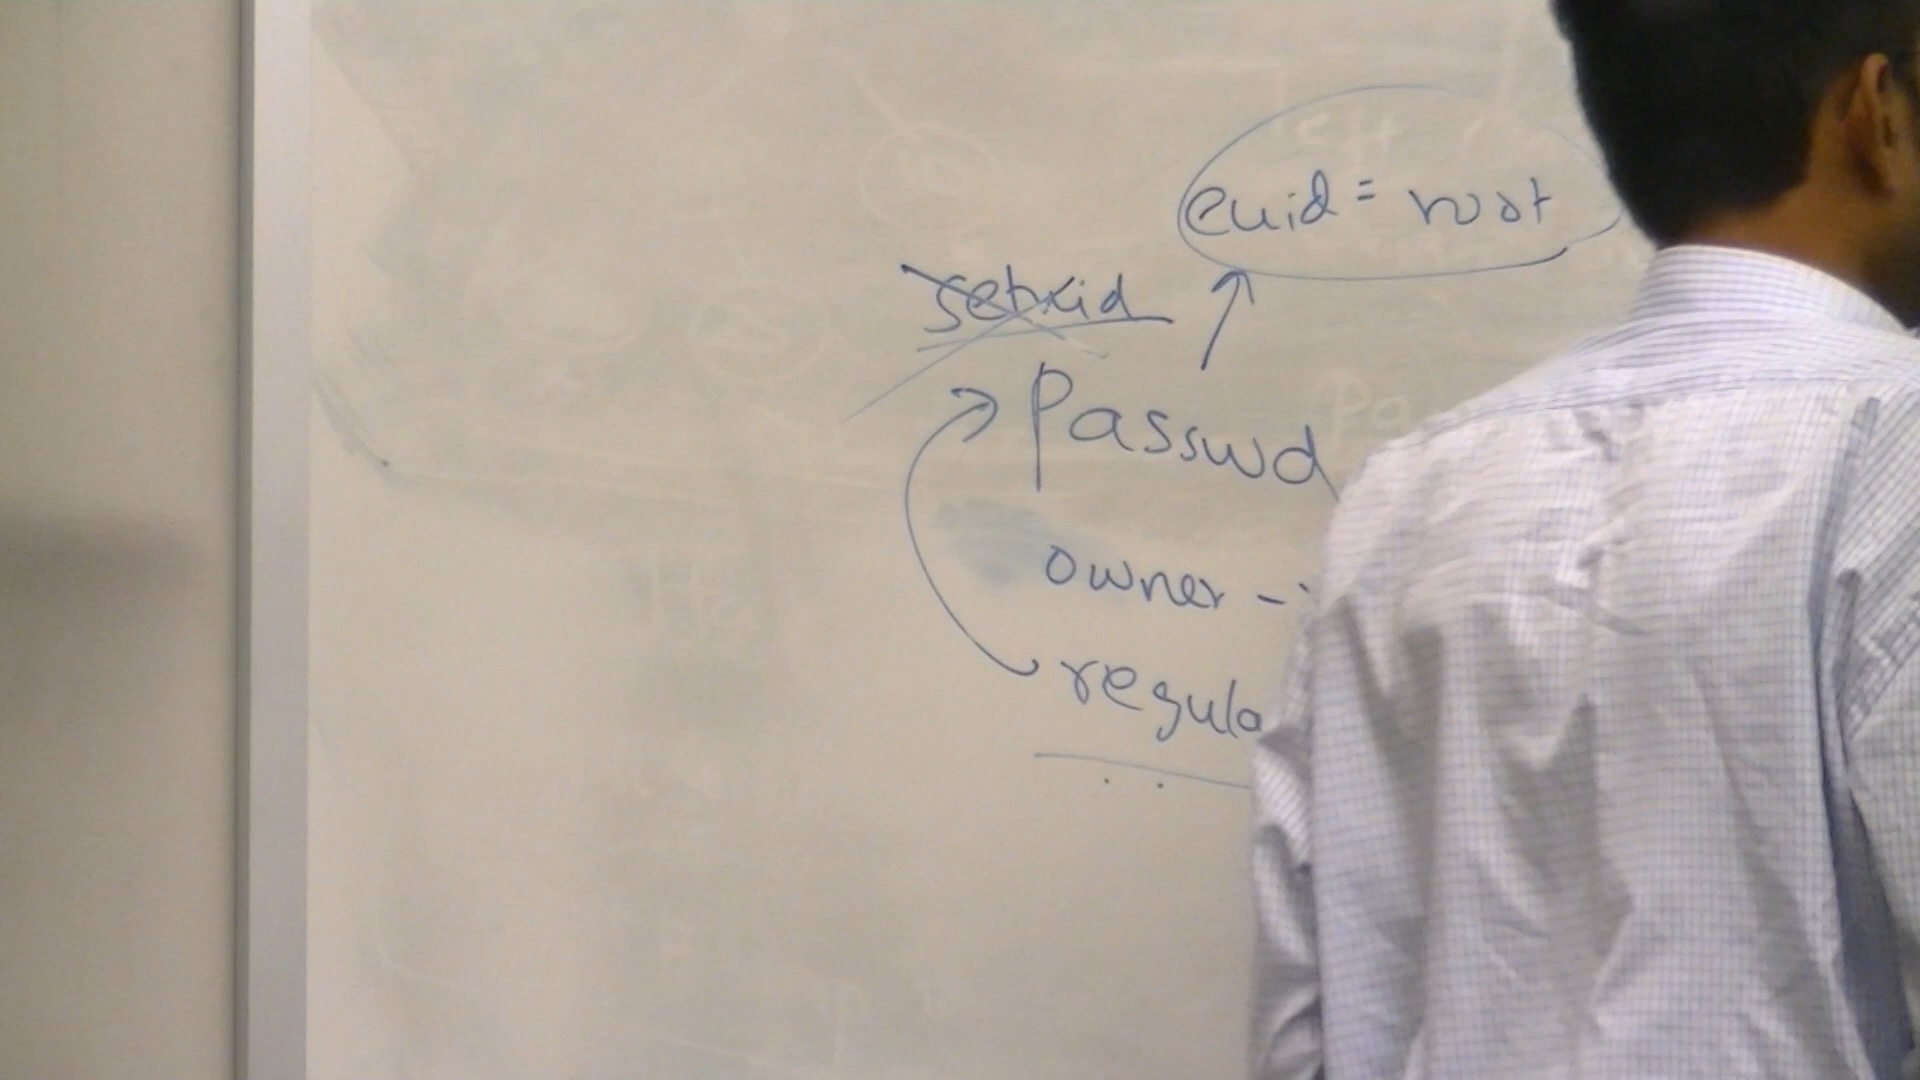 euid = root
setuid
Passwd
owner -
regula